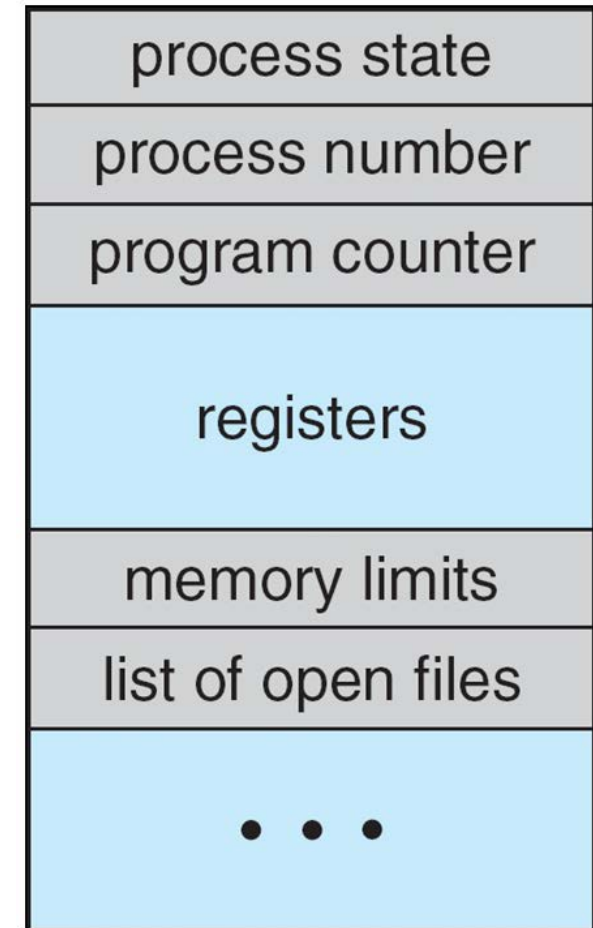 process state
process number
program counter
registers
memory limits
list of open files
• • •